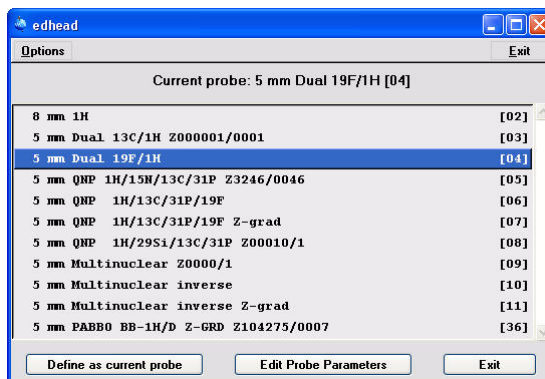 edhead
Options Exit
Current probe: 5 mm Dual 19F/1H [04]
8 mm 1H [02]
5 mm Dual 13C/1H Z000001/0001 [03]
5 mm Dual 19F/1H [04]
5 mm QNP 1H/15N/13C/31P Z3246/0046 [05]
5 mm QNP 1H/13C/31P/19F [06]
5 mm QNP 1H/13C/31P/19F Z-grad [07]
5 mm QNP 1H/29Si/13C/31P Z00010/1 [08]
5 mm Multinuclear Z0000/1 [09]
5 mm Multinuclear inverse [10]
5 mm Multinuclear inverse Z-grad [11]
5 mm PABBO BB-1H/D Z-GRD Z104275/0007 [36]
Define as current probe Edit Probe Parameters Exit